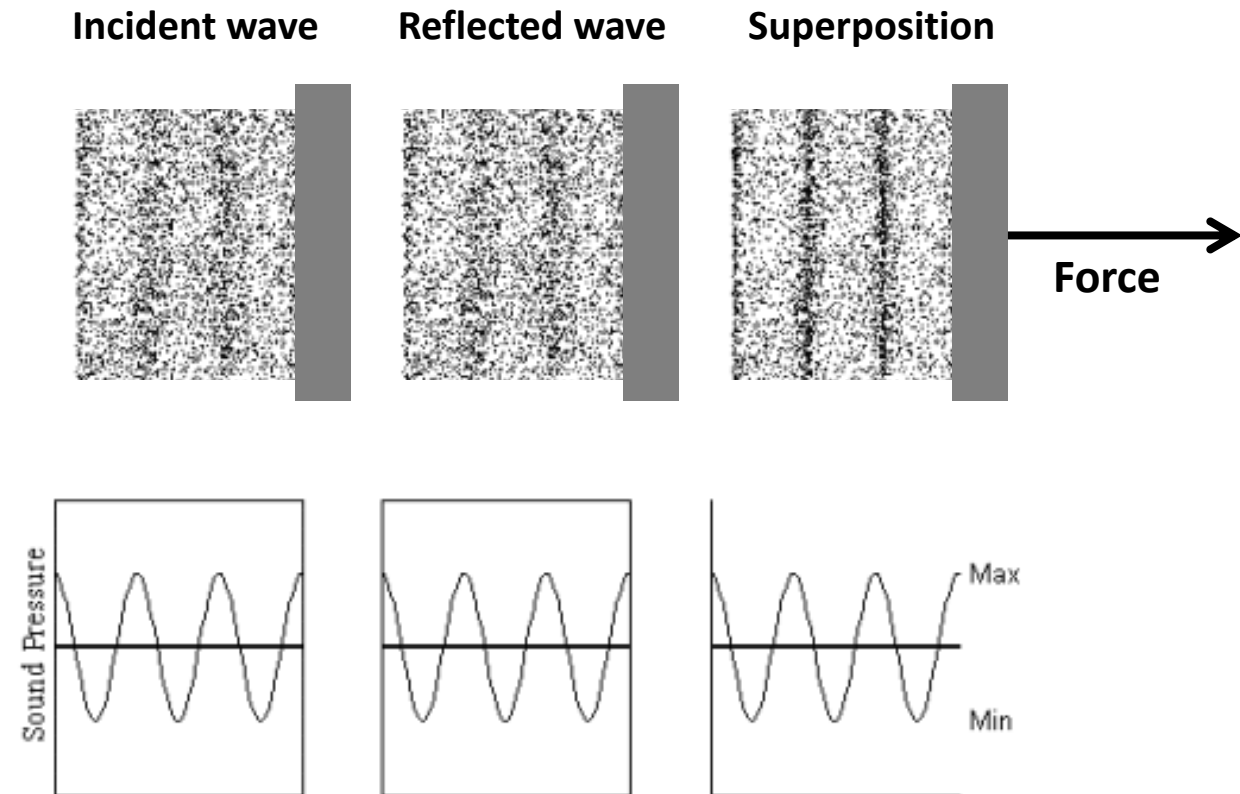 Incident wave
Reflected wave
Superposition
Force
Sound Pressure
Max
Min